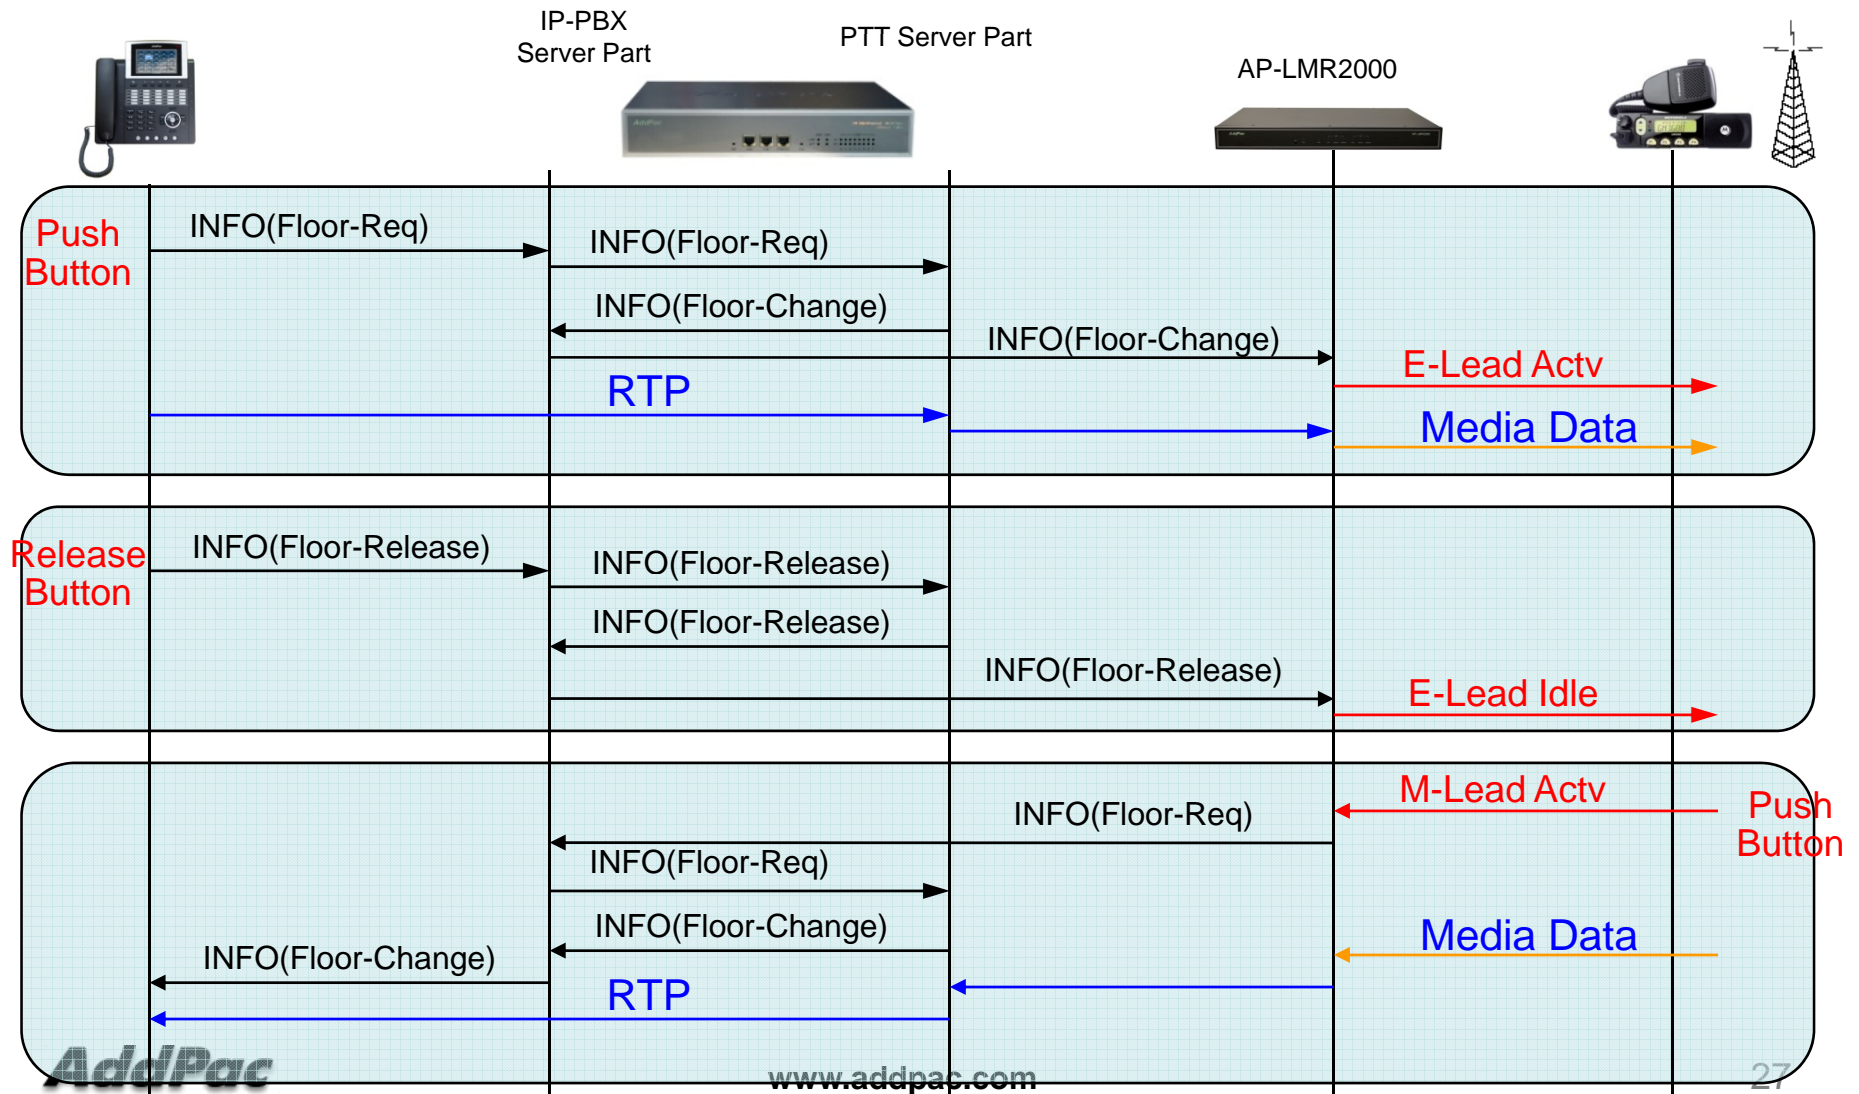 IP-PBX
Server Part
PTT Server Part
AP-LMR2000
Push
Button
INFO(Floor-Req)
INFO(Floor-Req)
INFO(Floor-Change)
INFO(Floor-Change)
E-Lead Actv
RTP
Media Data
Release
Button
INFO(Floor-Release)
INFO(Floor-Release)
INFO(Floor-Release)
INFO(Floor-Release)
E-Lead Idle
M-Lead Actv
Push
Button
INFO(Floor-Req)
INFO(Floor-Req)
INFO(Floor-Change)
Media Data
INFO(Floor-Change)
RTP
AddPac
www.addpac.com
27